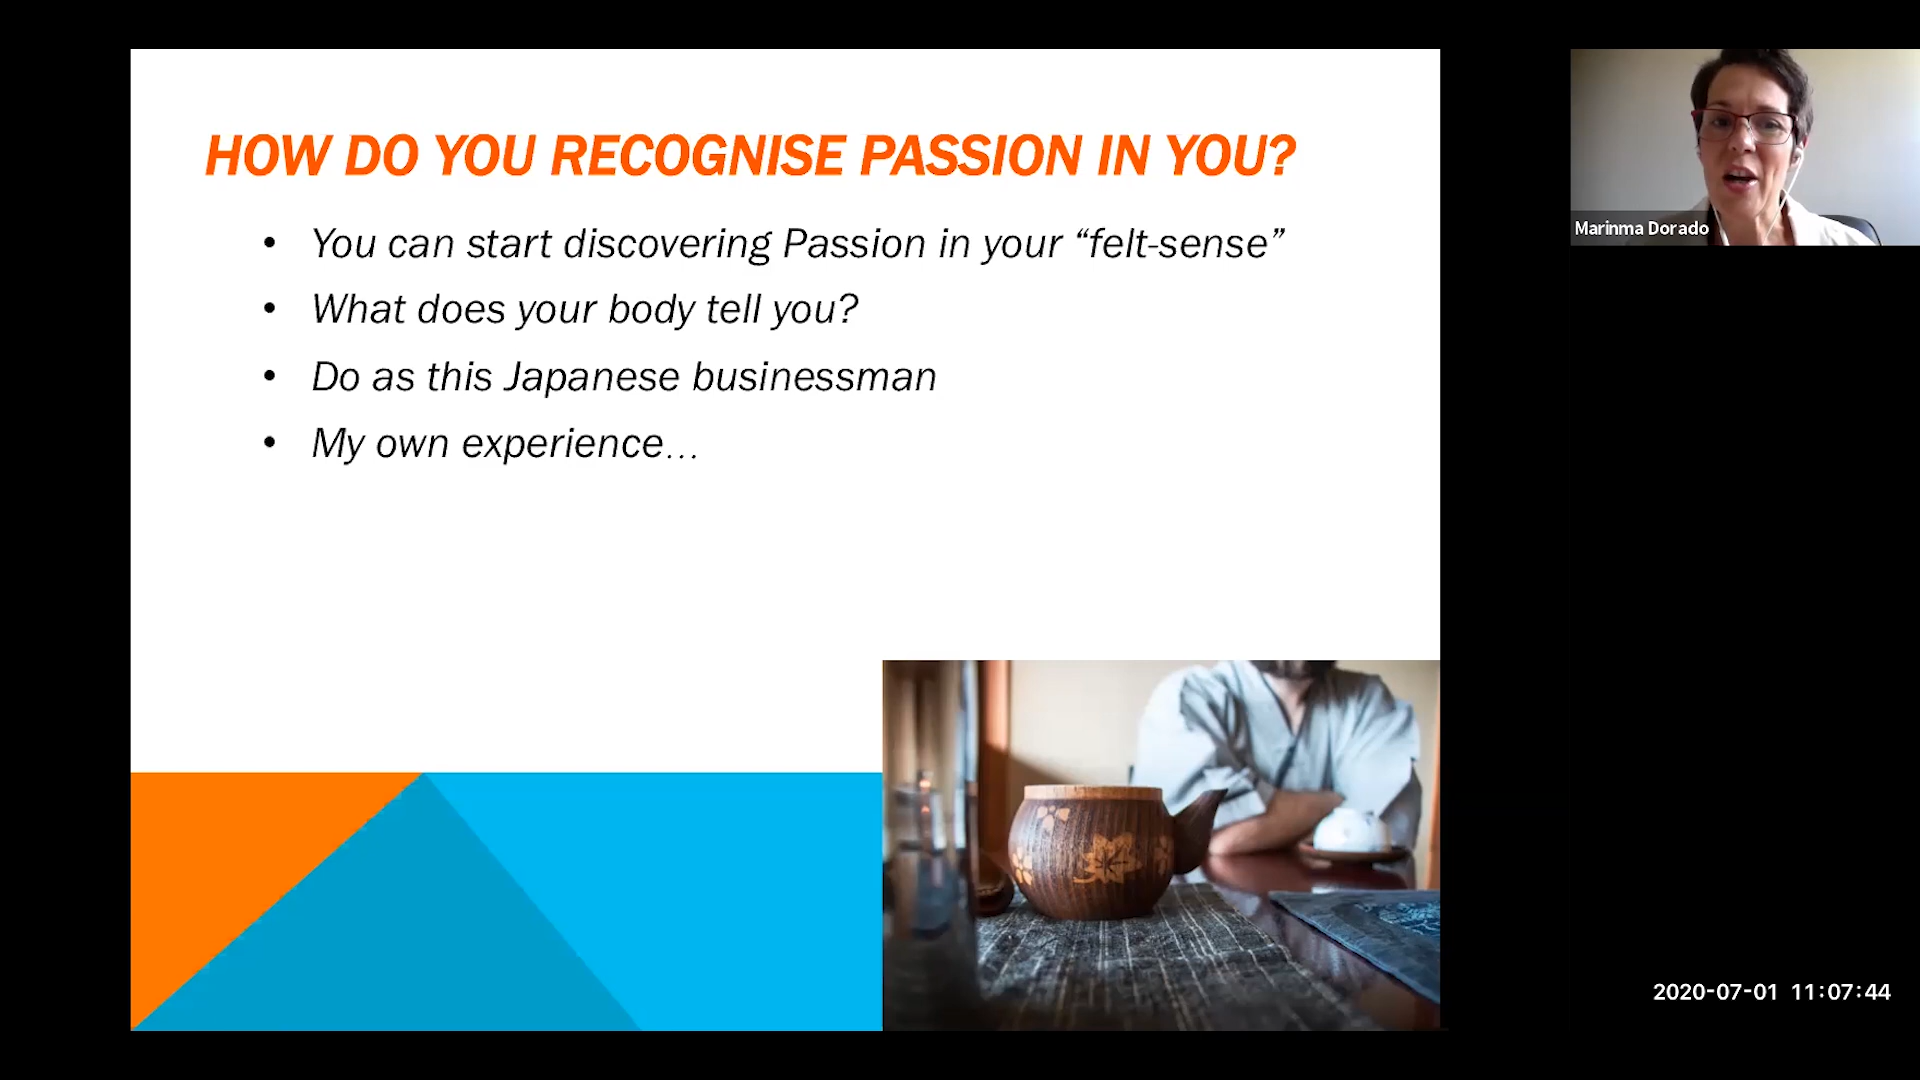 HOW DO YOU RECOGNISE PASSION IN YOU?
• You can start discovering Passion in your “felt-sense”
• What does your body tell you?
• Do as this Japanese businessman
• My own experience…
Marinma Dorado
2020-07-01 11:07:44